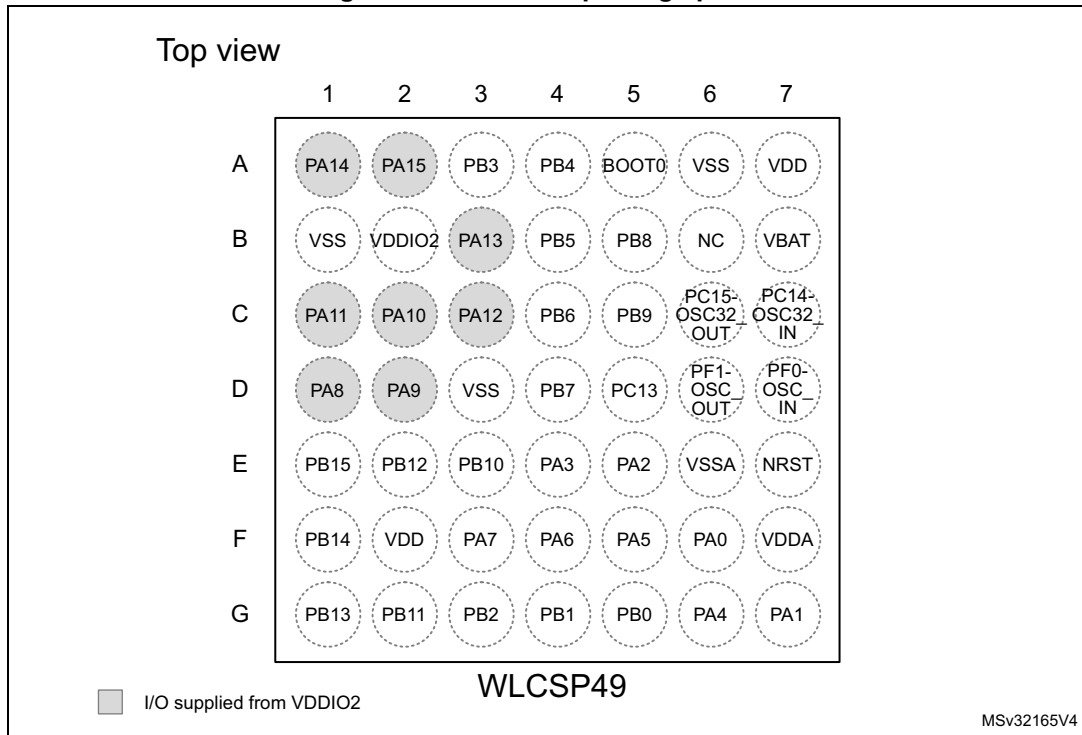 Top view
1 2 3 4 5 6 7
A PA14 PA15 PB3 PB4 BOOT0 VSS VDD
B VSS VDDIO2 PA13 PB5 PB8 NC VBAT
C PA11 PA10 PA12 PB6 PB9 PC15-OSC32_OUT PC14-OSC32_IN
D PA8 PA9 VSS PB7 PC13 PF1-OSC_OUT PF0-OSC_IN
E PB15 PB12 PB10 PA3 PA2 VSSA NRST
F PB14 VDD PA7 PA6 PA5 PA0 VDDA
G PB13 PB11 PB2 PB1 PB0 PA4 PA1
WLCSP49
I/O supplied from VDDIO2
MSv32165V4